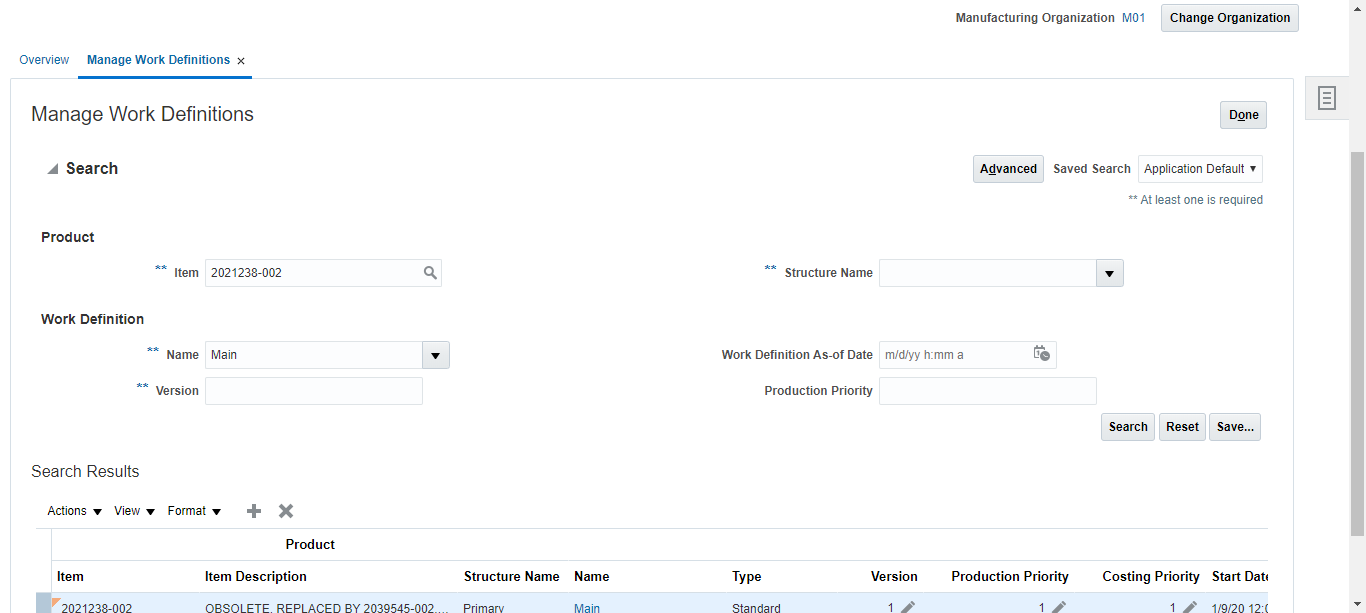 Manufacturing Organization M01 Change Organization
Overview Manage Work Definitions ×
Manage Work Definitions Done
Search Advanced Saved Search Application Default
** At least one is required
Product
** Item 2021238-002 ** Structure Name
Work Definition
** Name Main Work Definition As-of Date m/d/yy h:mm a
** Version Production Priority
Search Reset Save...
Search Results
Actions View Format
Product
Item Item Description Structure Name Name Type Version Production Priority Costing Priority Start Date
2021238-002 OBSOLETE, REPLACED BY 2039545-002,... Primary Main Standard 1 1 1 1/9/20 12:0